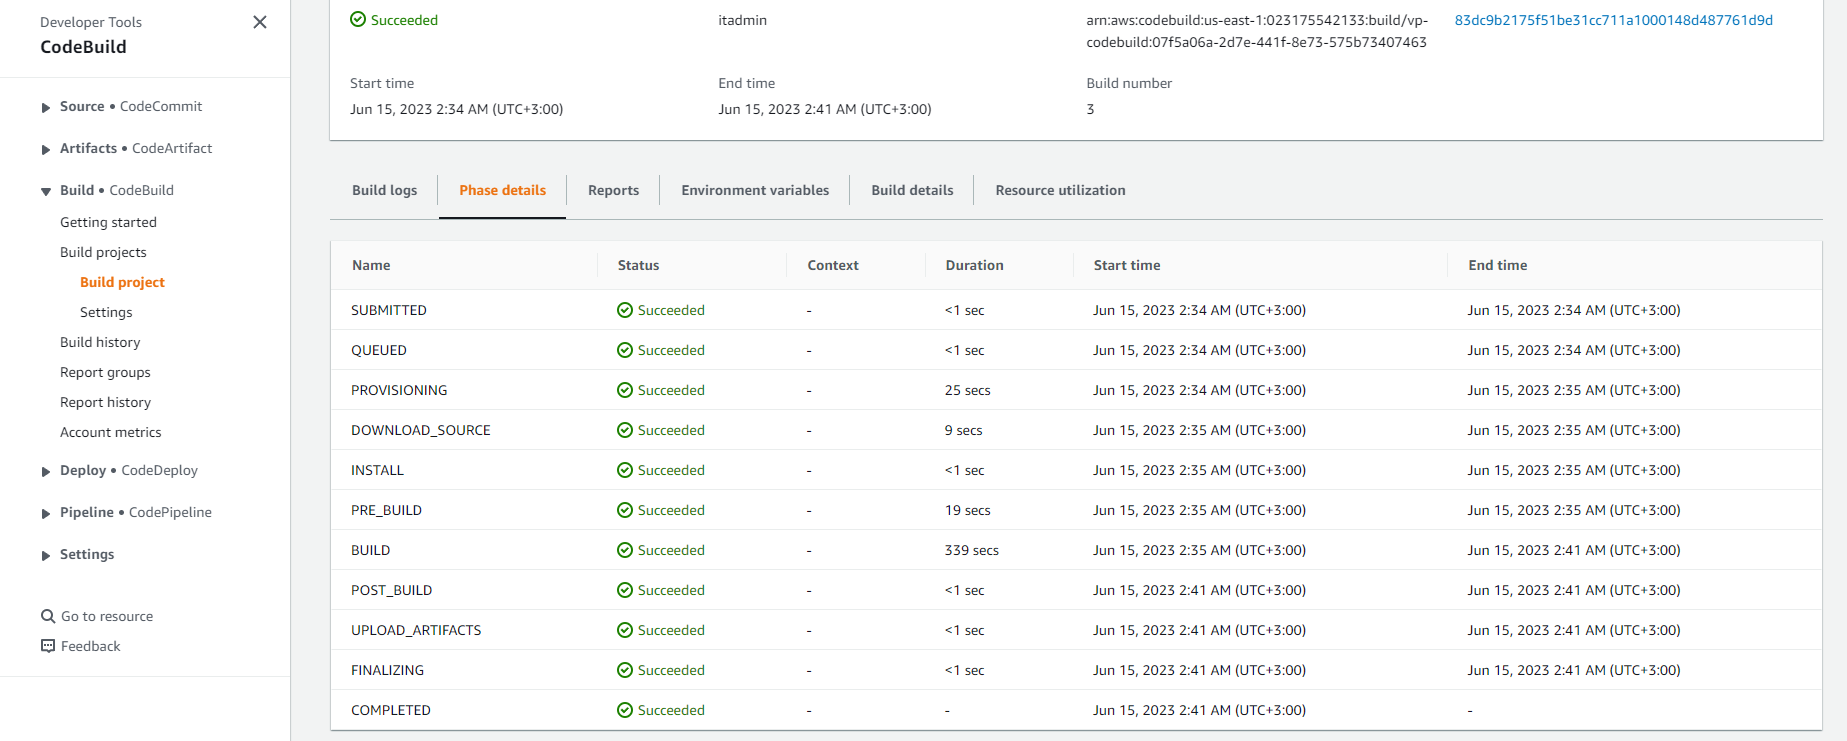 Developer Tools
CodeBuild
Source • CodeCommit
Artifacts • CodeArtifact
Build • CodeBuild
Getting started
Build projects
Build project
Settings
Build history
Report groups
Report history
Account metrics
Deploy • CodeDeploy
Pipeline • CodePipeline
Settings
Go to resource
Feedback
Succeeded
itadmin
arn:aws:codebuild:us-east-1:023175542133:build/vp-
codebuild:07f5a06a-2d7e-441f-8e73-575b73407463
83dc9b2175f51be31cc711a1000148d487761d9d
Start time
Jun 15, 2023 2:34 AM (UTC+3:00)
End time
Jun 15, 2023 2:41 AM (UTC+3:00)
Build number
3
Build logs Phase details Reports Environment variables Build details Resource utilization
Name Status Context Duration Start time End time
SUBMITTED Succeeded - <1 sec Jun 15, 2023 2:34 AM (UTC+3:00) Jun 15, 2023 2:34 AM (UTC+3:00)
QUEUED Succeeded - <1 sec Jun 15, 2023 2:34 AM (UTC+3:00) Jun 15, 2023 2:34 AM (UTC+3:00)
PROVISIONING Succeeded - 25 secs Jun 15, 2023 2:34 AM (UTC+3:00) Jun 15, 2023 2:35 AM (UTC+3:00)
DOWNLOAD_SOURCE Succeeded - 9 secs Jun 15, 2023 2:35 AM (UTC+3:00) Jun 15, 2023 2:35 AM (UTC+3:00)
INSTALL Succeeded - <1 sec Jun 15, 2023 2:35 AM (UTC+3:00) Jun 15, 2023 2:35 AM (UTC+3:00)
PRE_BUILD Succeeded - 19 secs Jun 15, 2023 2:35 AM (UTC+3:00) Jun 15, 2023 2:35 AM (UTC+3:00)
BUILD Succeeded - 339 secs Jun 15, 2023 2:35 AM (UTC+3:00) Jun 15, 2023 2:41 AM (UTC+3:00)
POST_BUILD Succeeded - <1 sec Jun 15, 2023 2:41 AM (UTC+3:00) Jun 15, 2023 2:41 AM (UTC+3:00)
UPLOAD_ARTIFACTS Succeeded - <1 sec Jun 15, 2023 2:41 AM (UTC+3:00) Jun 15, 2023 2:41 AM (UTC+3:00)
FINALIZING Succeeded - <1 sec Jun 15, 2023 2:41 AM (UTC+3:00) Jun 15, 2023 2:41 AM (UTC+3:00)
COMPLETED Succeeded - - Jun 15, 2023 2:41 AM (UTC+3:00) -